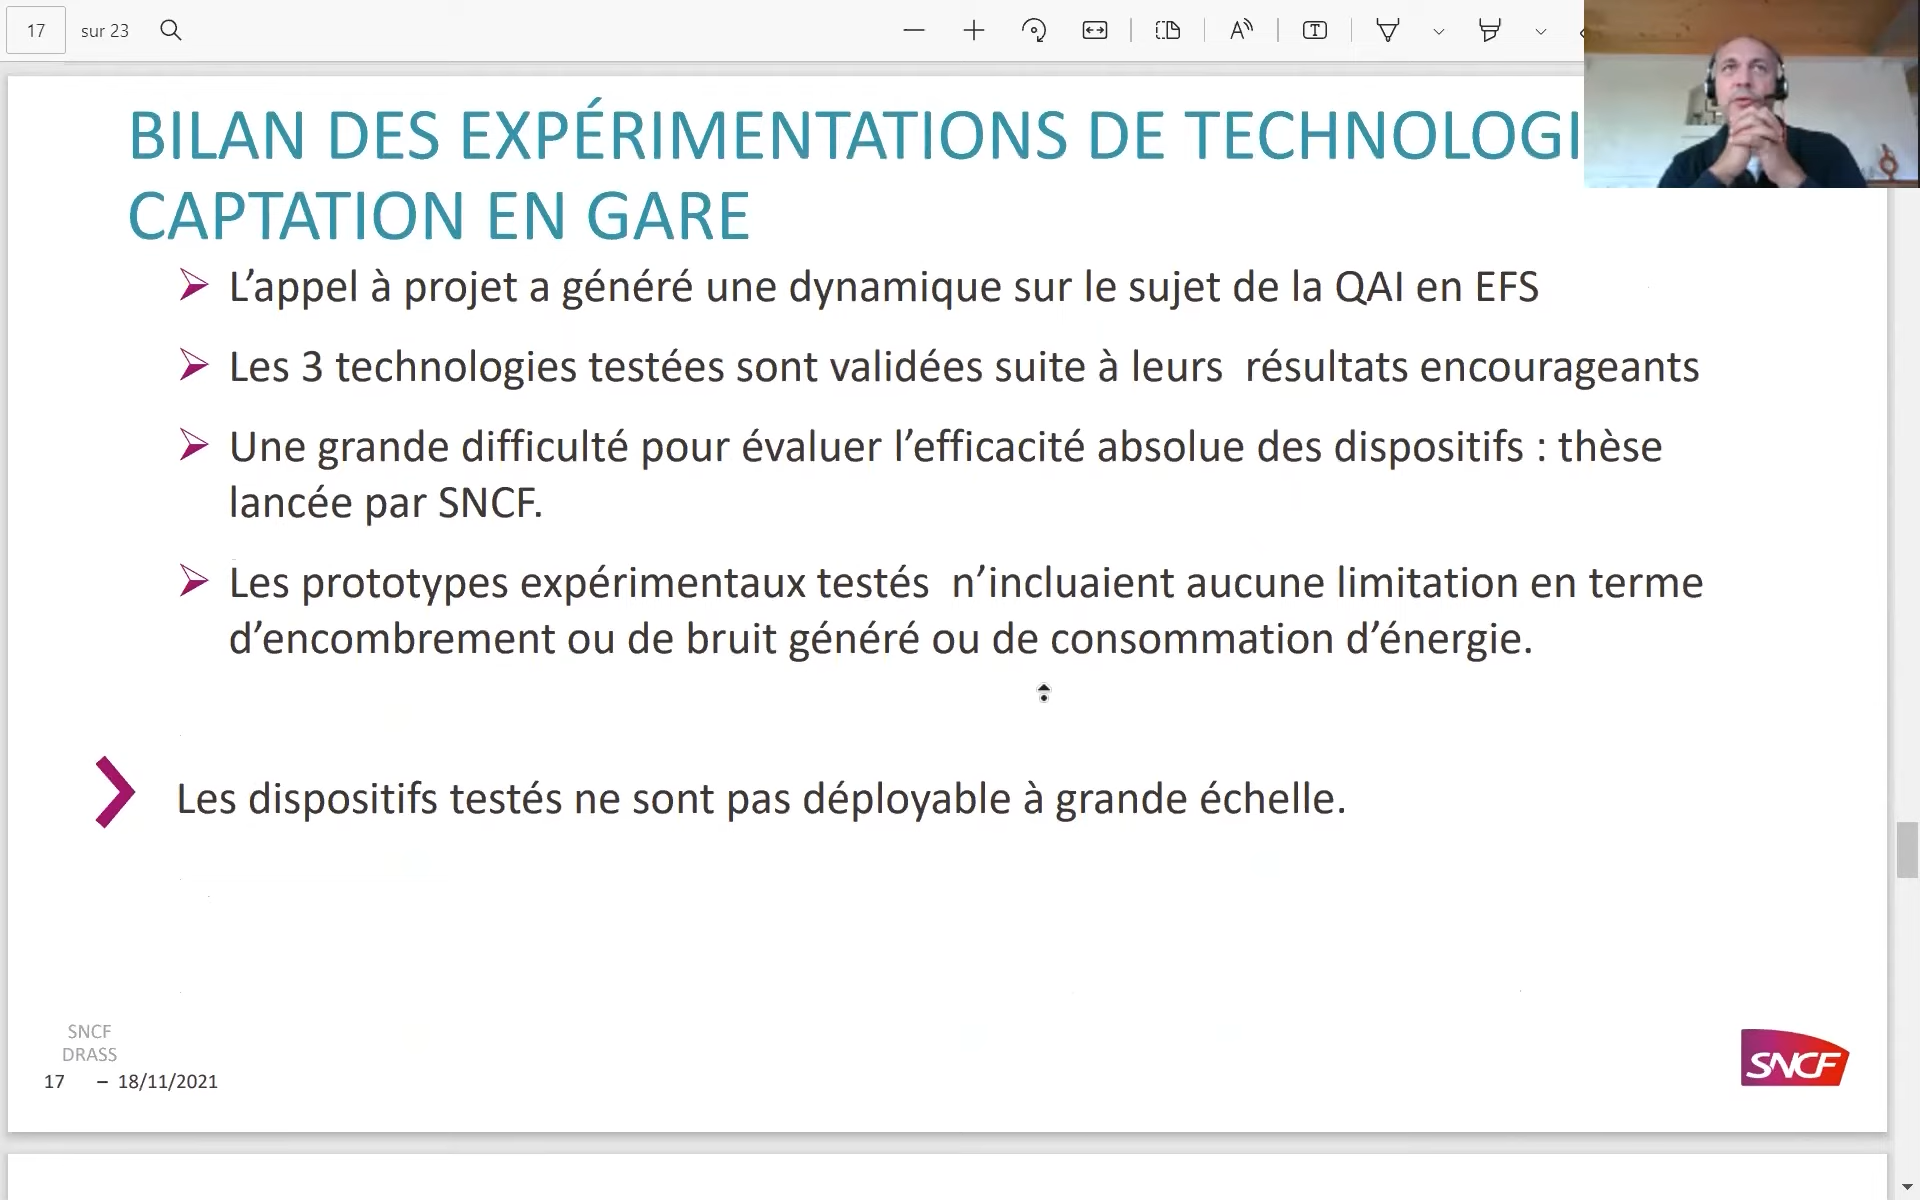 17 sur 23
BILAN DES EXPÉRIMENTATIONS DE TECHNOLOGI
CAPTATION EN GARE
L’appel à projet a généré une dynamique sur le sujet de la QAI en EFS
Les 3 technologies testées sont validées suite à leurs  résultats encourageants
Une grande difficulté pour évaluer l’efficacité absolue des dispositifs : thèse
lancée par SNCF.
Les prototypes expérimentaux testés  n’incluaient aucune limitation en terme
d’encombrement ou de bruit généré ou de consommation d’énergie.
Les dispositifs testés ne sont pas déployable à grande échelle.
SNCF
DRASS
17 – 18/11/2021
SNCF